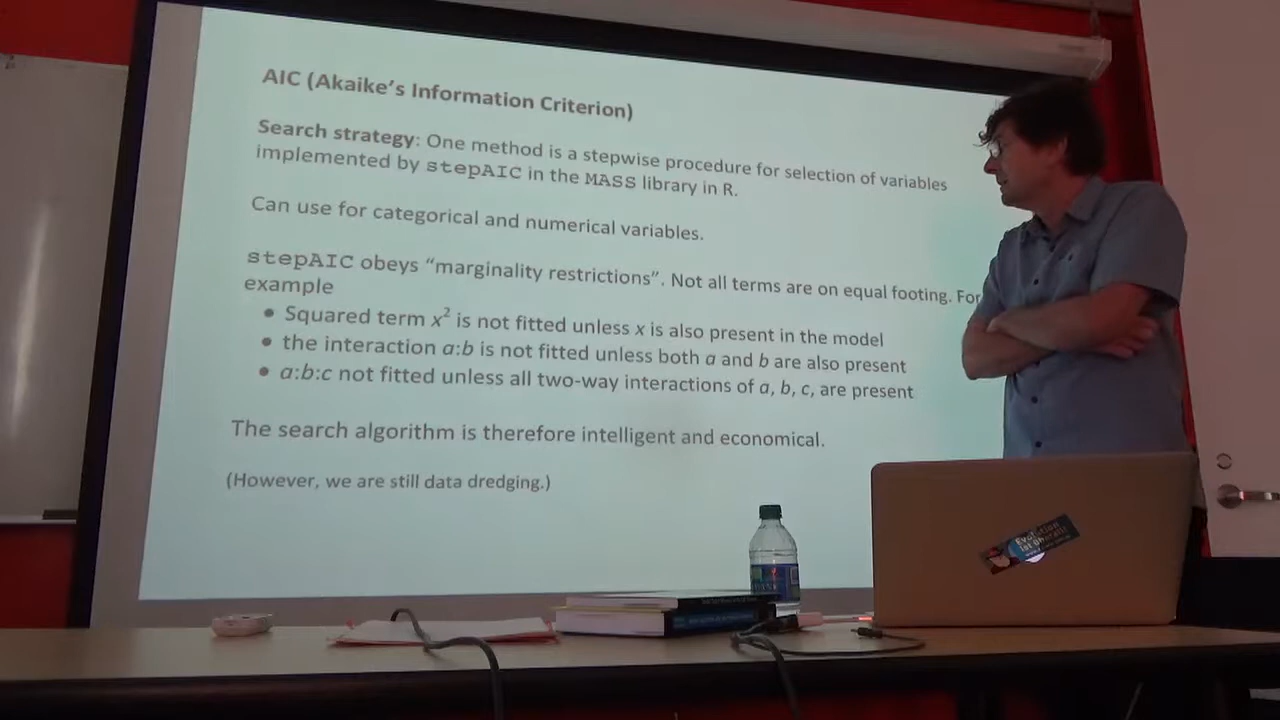 AIC (Akaike's Information Criterion)
Search strategy: One method is a stepwise procedure for selection of variables
implemented by stepAIC in the MASS library in R.
Can use for categorical and numerical variables.
stepAIC obeys “marginality restrictions”. Not all terms are on equal footing. For
example
• Squared term x² is not fitted unless x is also present in the model
• the interaction a:b is not fitted unless both a and b are also present
• a:b:c not fitted unless all two-way interactions of a, b, c, are present
The search algorithm is therefore intelligent and economical.
(However, we are still data dredging.)
Evolution
ist überall!